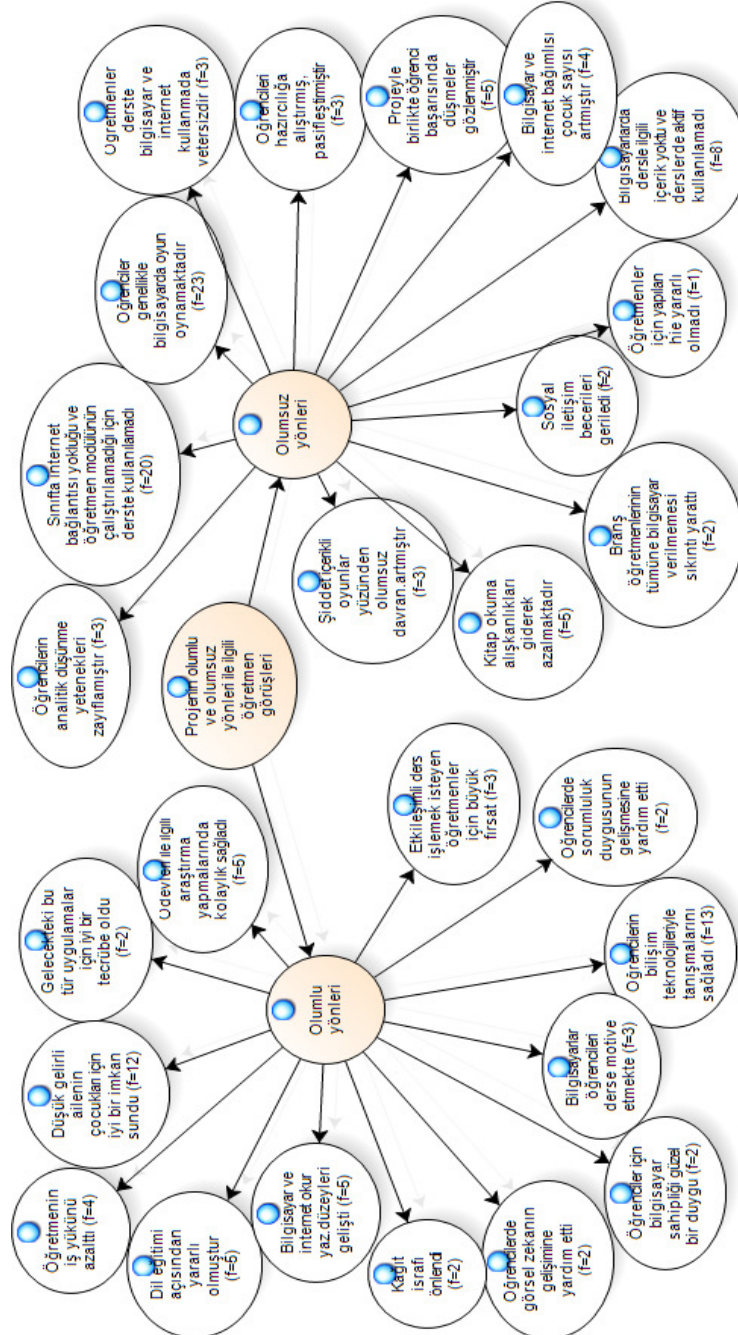 Projenin olumlu
ve olumsuz
yönleri ile ilgili
öğretmen
görüşleri
Olumlu
yönleri
Öğretmenin
iş yükünü
azalttı (f=4)
Düşük gelirli
ailenin
çocukları için
iyi bir imkan
sundu (f=12)
Gelecekteki bu
tür uygulamalar
için iyi bir
tecrübe oldu
(f=2)
Ödevleri ile ilgili
araştırma
yapmalarında
kolaylık sağladı
(f=5)
Dil eğitimi
açısından
yararlı
olmuştur
(f=5)
Bilgisayar ve
internet okur
yaz.düzeyleri
gelişti (f=5)
Kağıt
israfı
önlend
(f=2)
Öğrencilerde
görsel zekanın
gelişimine
yardım etti
(f=2)
Öğrenciler için
bilgisayar
sahipliği güzel
bir duygu (f=2)
Bilgisayarlar
öğrencileri
derse motive
etmekte (f=3)
Öğrencilerin
bilişim
teknolojileriyle
tanışmalarını
sağladı (f=13)
Öğrencilerde
sorumluluk
duygusunun
gelişmesine
yardım etti
(f=2)
Etkileşimli ders
işlemek isteyen
öğretmenler
için büyük
fırsat (f=3)
Olumsuz
yönleri
Öğrencilerin
analitik düşünme
yetenekleri
zayıflamıştır (f=3)
Sınıfta internet
bağlantısı yokluğu ve
öğretmen modülünün
çalıştırılamadığı için
derste kullanılamadı
(f=20)
Öğrenciler
genellikle
bilgisayarda oyun
oynamaktadır
(f=23)
Öğretmenler
derste
bilgisayar ve
internet
kullanmada
yetersizdir (f=3)
Öğrencileri
hazırcılığa
alıştırmış,
pasifleştirmiştir
(f=3)
Projeyle
birlikte öğrenci
başarısında
düşmeler
gözlenmiştir
(f=5)
Bilgisayar ve
internet bağımlısı
çocuk sayısı
artmıştır (f=4)
Bilgisayarlarda
dersle ilgili
içerik yoktu ve
derslerde aktif
kullanılamadı
(f=8)
Öğretmenler
için yapılan
hie yararlı
olmadı (f=1)
Sosyal
iletişim
becerileri
geriledi (f=2)
Branş
öğretmenlerinin
tümüne bilgisayar
verilmemesi
sıkıntı yarattı
(f=2)
Kitap okuma
alışkanlıkları
giderek
azalmaktadır
(f=5)
Şiddet içerikli
oyunlar
yüzünden
olumsuz
davran.artmıştır
(f=3)